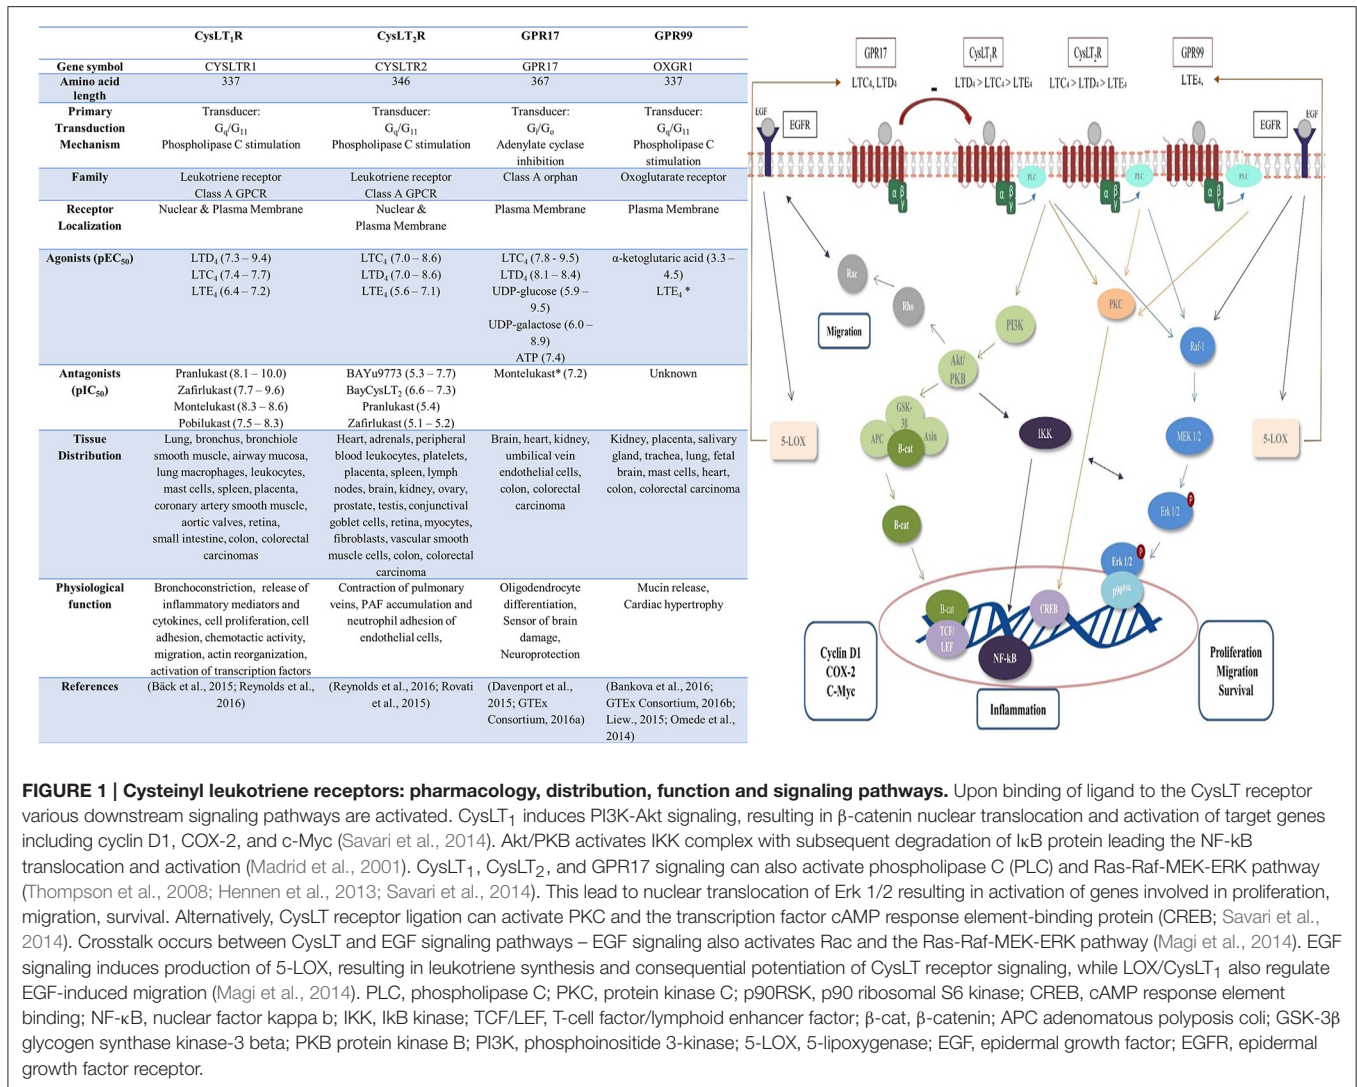 CysLT₁R CysLT₂R GPR17 GPR99
Gene symbol CYSLTR1 CYSLTR2 GPR17 OXGR1
Amino acid length 337 346 367 337
Primary Transduction Mechanism
Transducer: Gq/G₁₁ Phospholipase C stimulation
Transducer: Gq/G₁₁ Phospholipase C stimulation
Transducer: Gi/Go Adenylate cyclase inhibition
Transducer: Gq/G₁₁ Phospholipase C stimulation
Family
Leukotriene receptor Class A GPCR
Leukotriene receptor Class A GPCR
Class A orphan
Oxoglutarate receptor
Receptor Localization
Nuclear & Plasma Membrane
Nuclear & Plasma Membrane
Plasma Membrane
Plasma Membrane
Agonists (pEC₅₀)
LTD₄ (7.3 – 9.4)
LTC₄ (7.4 – 7.7)
LTE₄ (6.4 – 7.2)
LTC₄ (7.0 – 8.6)
LTD₄ (7.0 – 8.6)
LTE₄ (5.6 – 7.1)
LTC₄ (7.8 - 9.5)
LTD₄ (8.1 – 8.4)
UDP-glucose (5.9 –
9.5)
UDP-galactose (6.0 –
8.9)
ATP (7.4)
α-ketoglutaric acid (3.3 –
4.5)
LTE₄ *
Antagonists (pIC₅₀)
Pranlukast (8.1 – 10.0)
Zafirlukast (7.7 – 9.6)
Montelukast (8.3 – 8.6)
Pobilukast (7.5 – 8.3)
BAYu9773 (5.3 – 7.7)
BayCysLT₂ (6.6 – 7.3)
Pranlukast (5.4)
Zafirlukast (5.1 – 5.2)
Montelukast* (7.2)
Unknown
Tissue Distribution
Lung, bronchus, bronchiole
smooth muscle, airway mucosa,
lung macrophages, leukocytes,
mast cells, spleen, placenta,
coronary artery smooth muscle,
aortic valves, retina,
small intestine, colon, colorectal
carcinomas
Heart, adrenals, peripheral
blood leukocytes, platelets,
placenta, spleen, lymph
nodes, brain, kidney, ovary,
prostate, testis, conjunctival
goblet cells, retina, myocytes,
fibroblasts, vascular smooth
muscle cells, colon, colorectal
carcinoma
Brain, heart, kidney,
umbilical vein
endothelial cells,
colon, colorectal
carcinoma
Kidney, placenta, salivary
gland, trachea, lung, fetal
brain, mast cells, heart,
colon, colorectal carcinoma
Physiological function
Bronchoconstriction, release of
inflammatory mediators and
cytokines, cell proliferation, cell
adhesion, chemotactic activity,
migration, actin reorganization,
activation of transcription factors
Contraction of pulmonary
veins, PAF accumulation and
neutrophil adhesion of
endothelial cells,
Oligodendrocyte
differentiation,
Sensor of brain
damage,
Neuroprotection
Mucin release,
Cardiac hypertrophy
References
(Bäck et al., 2015; Reynolds et al.,
2016)
(Reynolds et al., 2016; Rovati
et al., 2015)
(Davenport et al.,
2015; GTEx
Consortium, 2016a)
(Bankova et al., 2016;
GTEx Consortium, 2016b;
Liew., 2015; Omede et al.,
2014)
GPR17 CysLT₁R CysLT₂R GPR99
LTC₄, LTD₄ LTD₄ > LTC₄ > LTE₄ LTC₄ > LTD₄ > LTE₄ LTE₄,
-
EGF EGFR EGFR EGF
PLC PLC PLC
α β γ α β γ α β γ α β γ
Rac
Rho
PKC
Migration
PI3K
Raf-1
Akt/
PKB
GSK-
3β
APC
Axin
B-cat
IKK
MEK 1/2
5-LOX
5-LOX
P
Erk 1/2
B-cat
P
Erk 1/2
p90RSK
B-cat
TCF/
LEF
CREB
NF-kB
Cyclin D1
COX-2
C-Myc
Inflammation
Proliferation
Migration
Survival
FIGURE 1 | Cysteinyl leukotriene receptors: pharmacology, distribution, function and signaling pathways. Upon binding of ligand to the CysLT receptor
various downstream signaling pathways are activated. CysLT₁ induces PI3K-Akt signaling, resulting in β-catenin nuclear translocation and activation of target genes
including cyclin D1, COX-2, and c-Myc (Savari et al., 2014). Akt/PKB activates IKK complex with subsequent degradation of IκB protein leading the NF-kB
translocation and activation (Madrid et al., 2001). CysLT₁, CysLT₂, and GPR17 signaling can also activate phospholipase C (PLC) and Ras-Raf-MEK-ERK pathway
(Thompson et al., 2008; Hennen et al., 2013; Savari et al., 2014). This lead to nuclear translocation of Erk 1/2 resulting in activation of genes involved in proliferation,
migration, survival. Alternatively, CysLT receptor ligation can activate PKC and the transcription factor cAMP response element-binding protein (CREB; Savari et al.,
2014). Crosstalk occurs between CysLT and EGF signaling pathways – EGF signaling also activates Rac and the Ras-Raf-MEK-ERK pathway (Magi et al., 2014). EGF
signaling induces production of 5-LOX, resulting in leukotriene synthesis and consequential potentiation of CysLT receptor signaling, while LOX/CysLT₁ also regulate
EGF-induced migration (Magi et al., 2014). PLC, phospholipase C; PKC, protein kinase C; p90RSK, p90 ribosomal S6 kinase; CREB, cAMP response element
binding; NF-κB, nuclear factor kappa b; IKK, IkB kinase; TCF/LEF, T-cell factor/lymphoid enhancer factor; β-cat, β-catenin; APC adenomatous polyposis coli; GSK-3β
glycogen synthase kinase-3 beta; PKB protein kinase B; PI3K, phosphoinositide 3-kinase; 5-LOX, 5-lipoxygenase; EGF, epidermal growth factor; EGFR, epidermal
growth factor receptor.